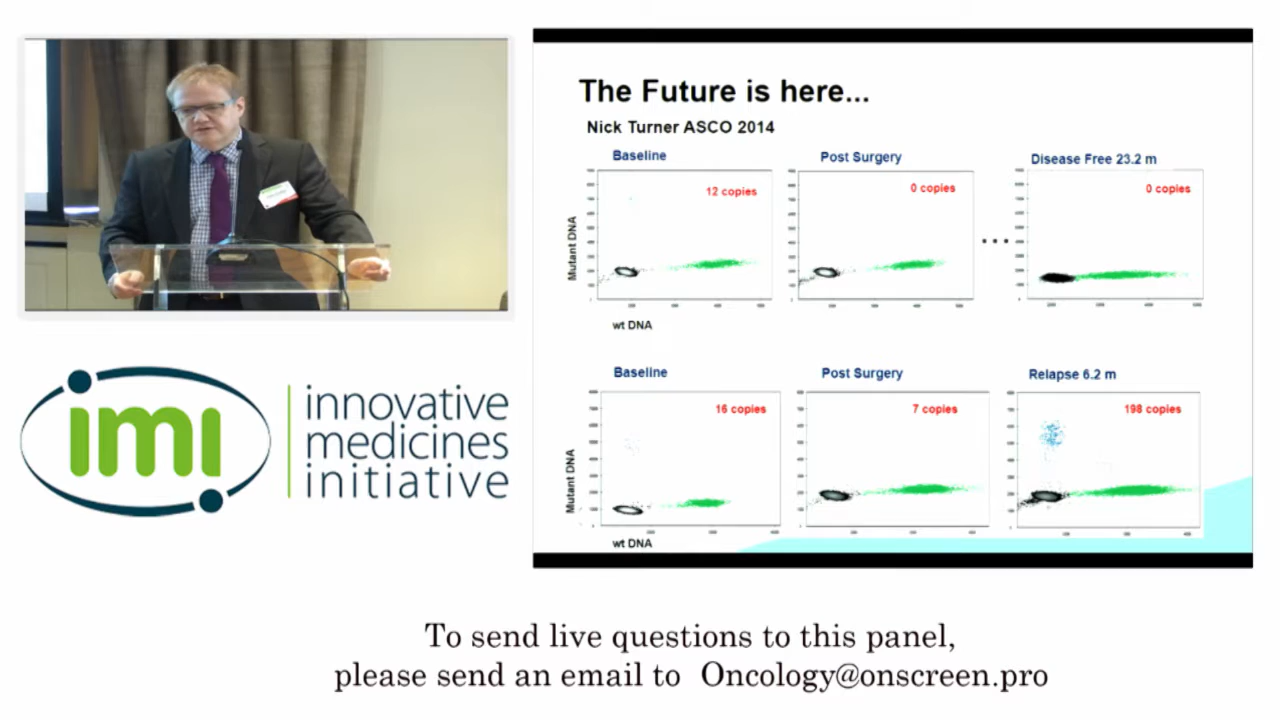 The Future is here...
Nick Turner ASCO 2014
Baseline
Post Surgery
Disease Free 23.2 m
12 copies
0 copies
0 copies
Mutant DNA
...
wt DNA
Baseline
Post Surgery
Relapse 6.2 m
16 copies
7 copies
198 copies
Mutant DNA
wt DNA
imi
innovative
medicines
initiative
To send live questions to this panel,
please send an email to Oncology@onscreen.pro